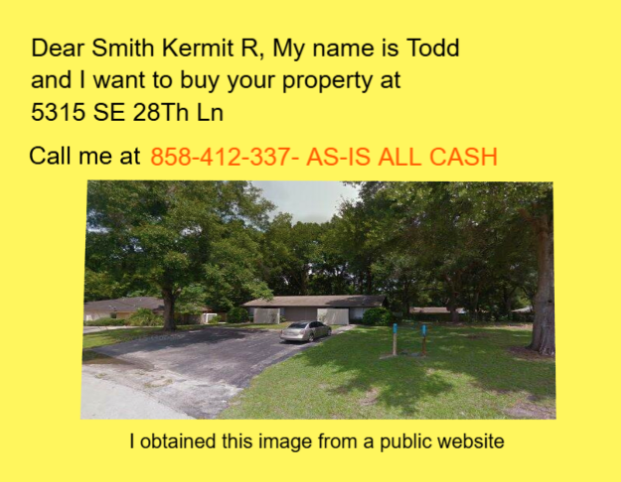 Dear Smith Kermit R, My name is Todd
and I want to buy your property at
5315 SE 28Th Ln
Call me at 858-412-337- AS-IS ALL CASH
I obtained this image from a public website